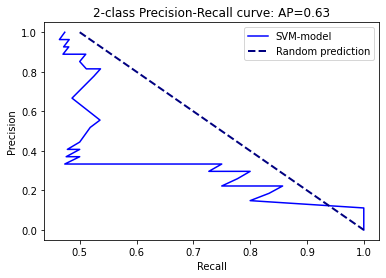 2-class Precision-Recall curve: AP=0.63
SVM-model
Random prediction
Precision
1.0
0.8
0.6
0.4
0.2
0.0
0.5
0.6
0.7
0.8
0.9
1.0
Recall